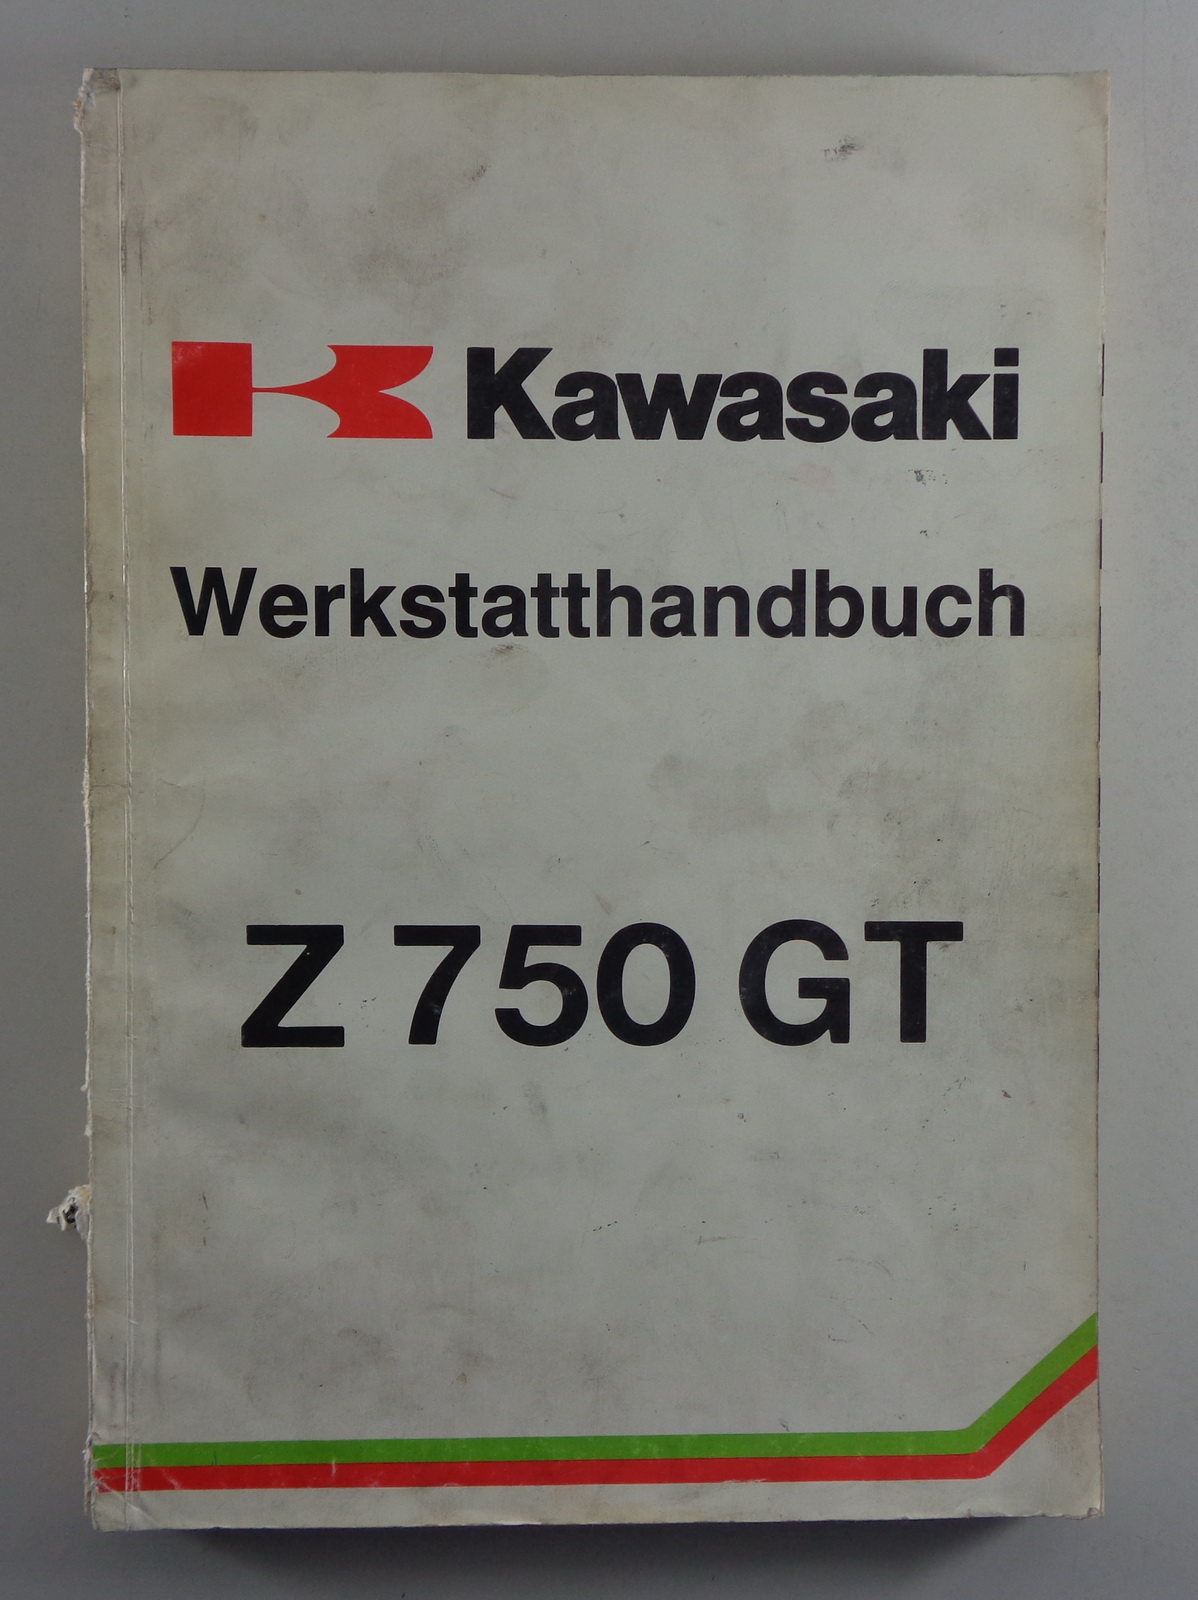 Kawasaki
Werkstatthandbuch
Z 750 GT